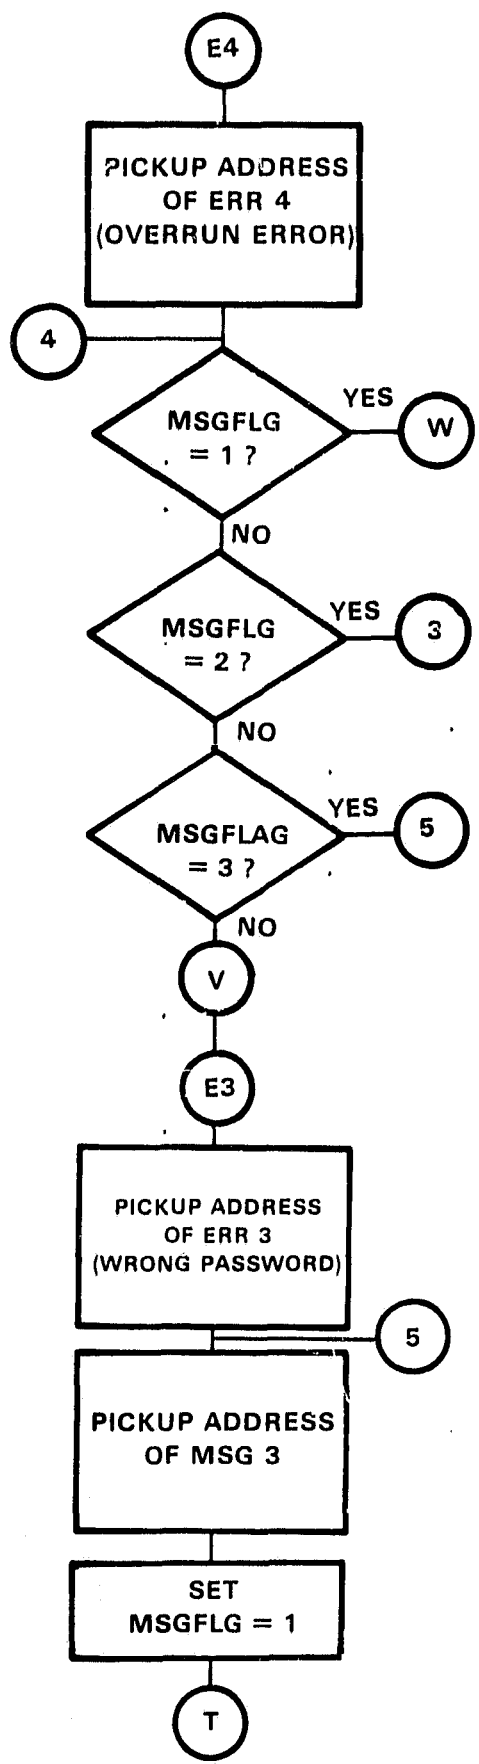 E4
PICKUP ADDRESS
OF ERR 4
(OVERRUN ERROR)
4
MSGFLG
= 1 ?
YES
W
NO
MSGFLG
= 2 ?
YES
3
NO
MSGFLAG
= 3 ?
YES
5
NO
V
E3
PICKUP ADDRESS
OF ERR 3
(WRONG PASSWORD)
5
PICKUP ADDRESS
OF MSG 3
SET
MSGFLG = 1
T